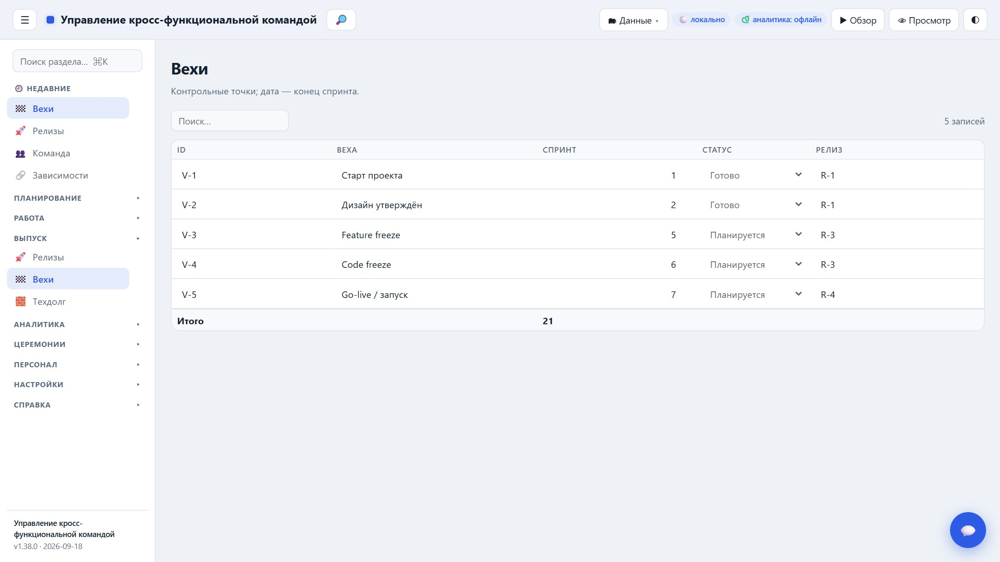 ☰ Управление кросс-функциональной командой
Данные ▾ локально аналитика: офлайн ▶ Обзор Просмотр
Поиск раздела... ⌘K
НЕДАВНИЕ
Вехи
Релизы
Команда
Зависимости
ПЛАНИРОВАНИЕ
РАБОТА
ВЫПУСК
Релизы
Вехи
Техдолг
АНАЛИТИКА
ЦЕРЕМОНИИ
ПЕРСОНАЛ
НАСТРОЙКИ
СПРАВКА
Управление кросс-
функциональной командой
v1.38.0 · 2026-09-18
Вехи
Контрольные точки; дата — конец спринта.
Поиск... 5 записей
ID ВЕХА СПРИНТ СТАТУС РЕЛИЗ
V-1 Старт проекта 1 Готово R-1
V-2 Дизайн утверждён 2 Готово R-1
V-3 Feature freeze 5 Планируется R-3
V-4 Code freeze 6 Планируется R-3
V-5 Go-live / запуск 7 Планируется R-4
Итого 21